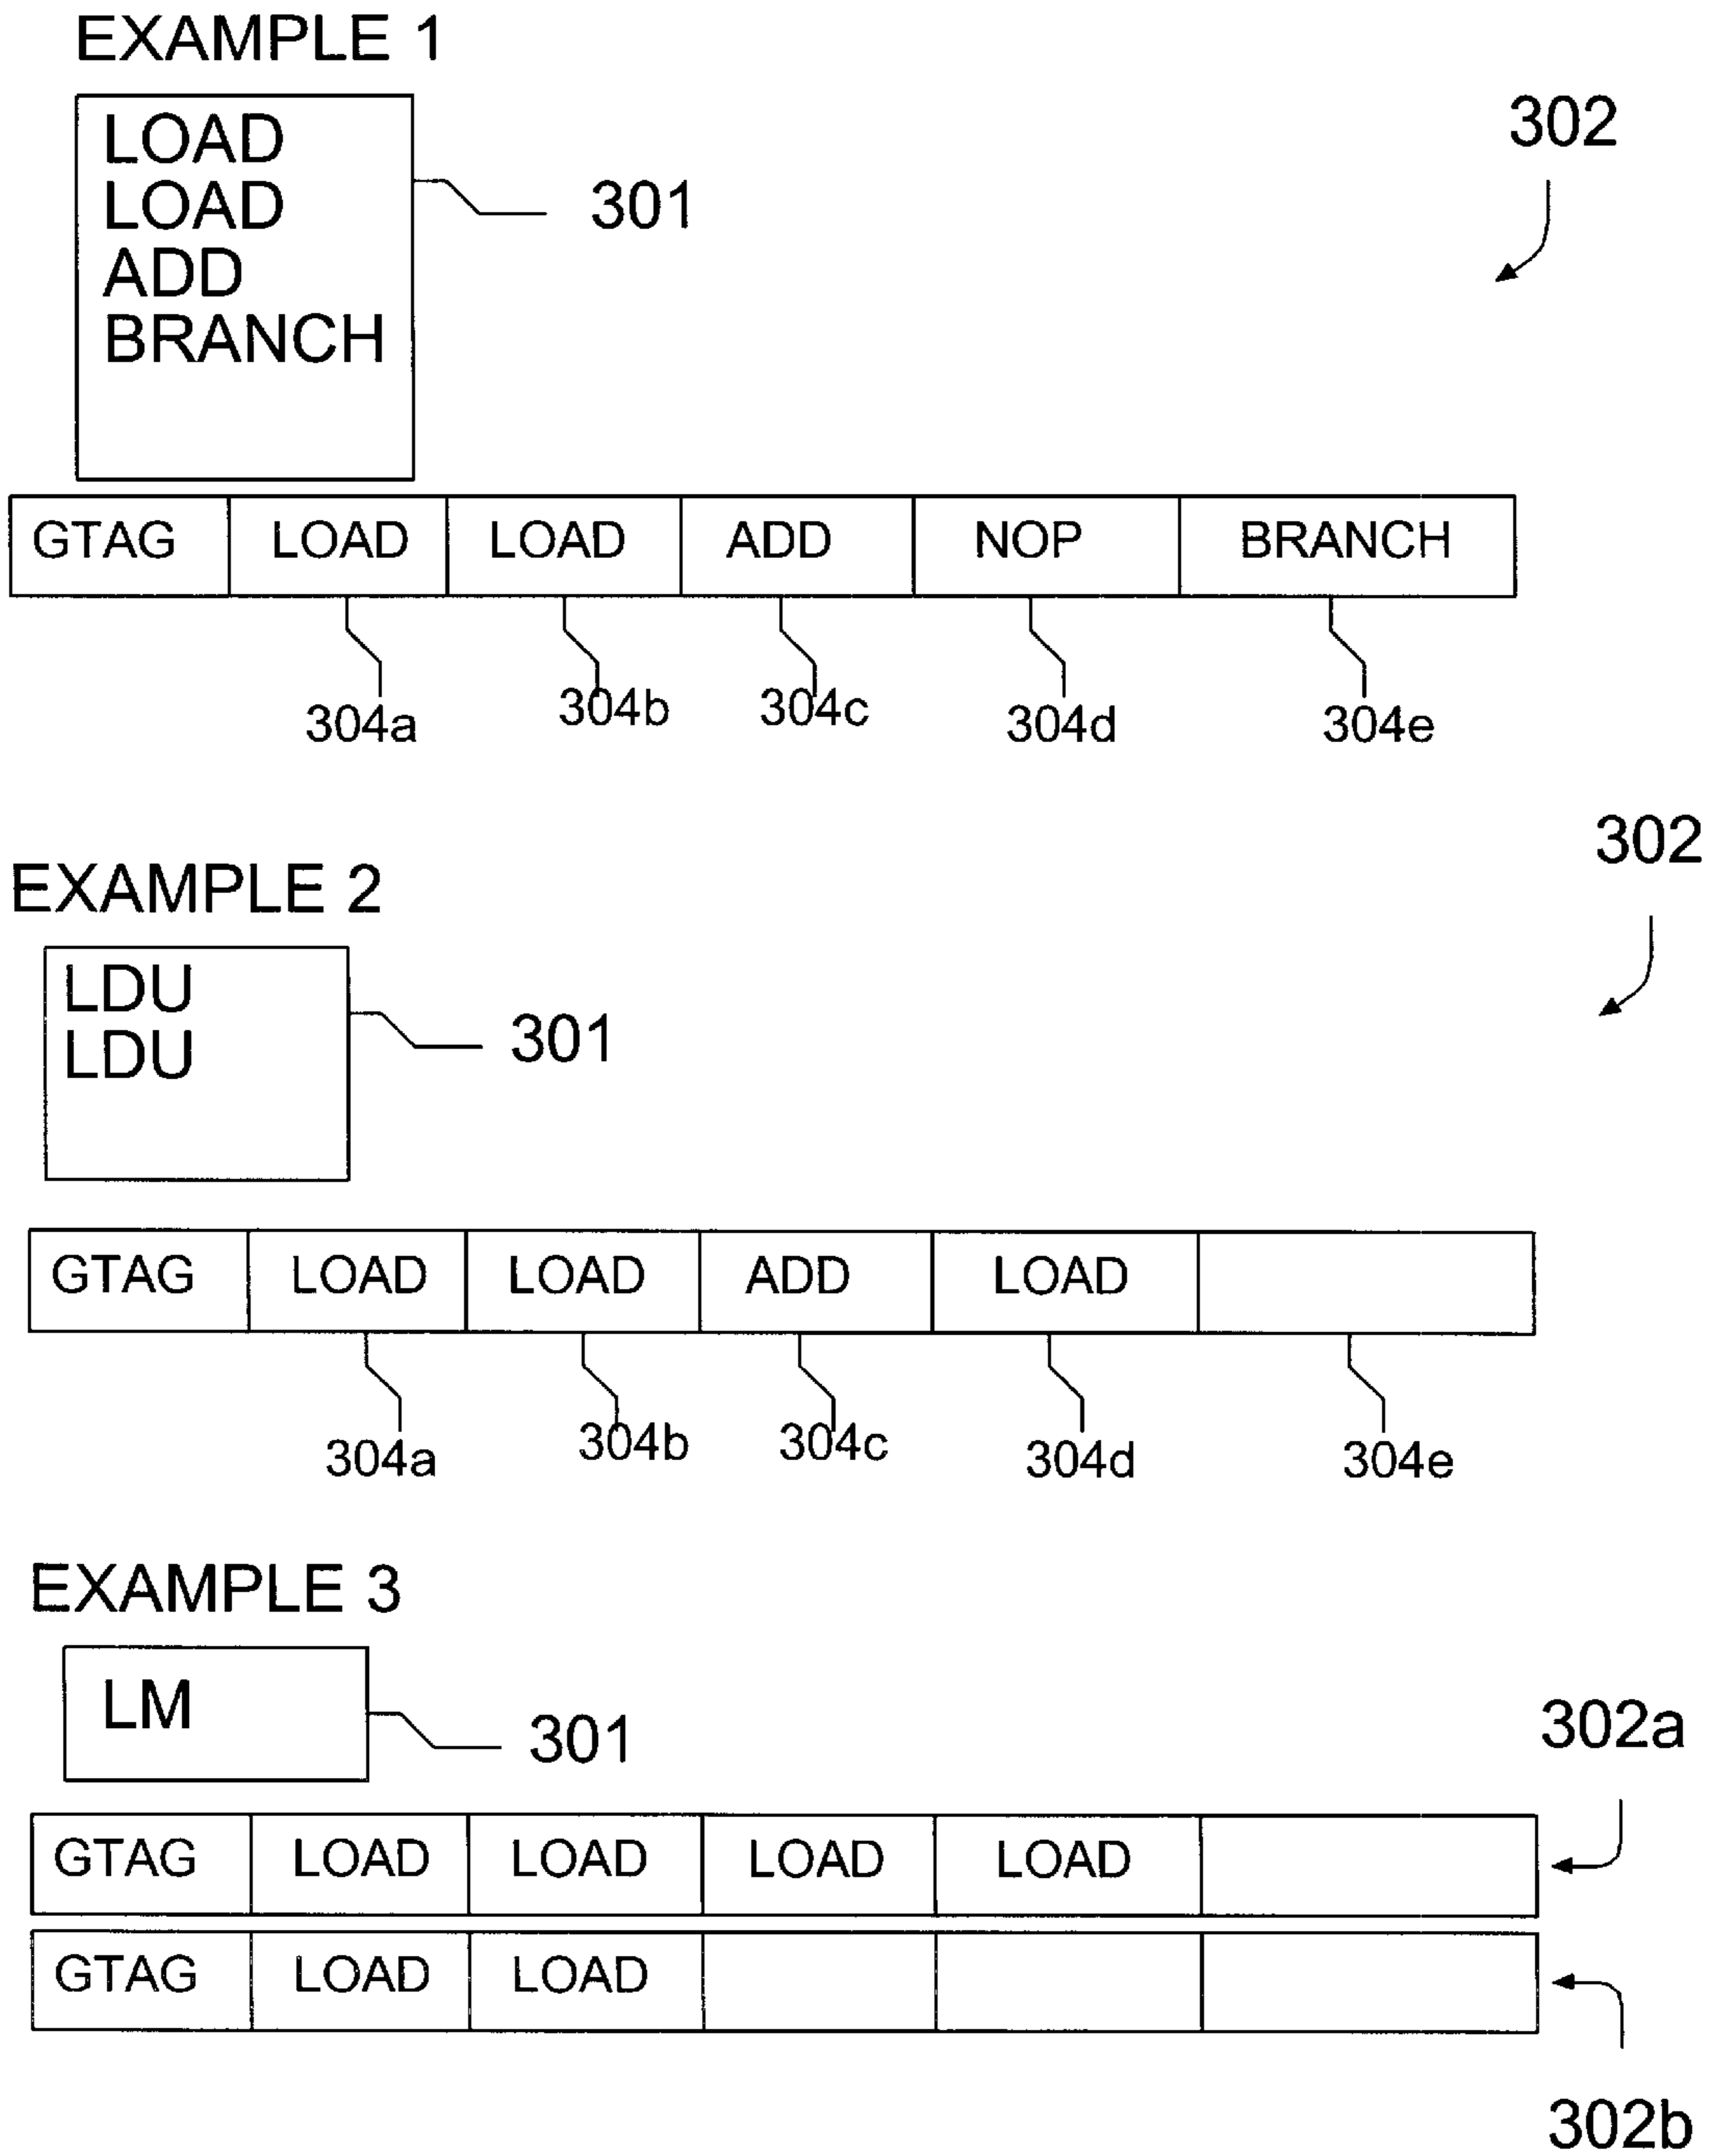 EXAMPLE 1
302
LOAD
LOAD
ADD
BRANCH
301
GTAG LOAD LOAD ADD NOP BRANCH
304a 304b 304c 304d 304e
302
EXAMPLE 2
LDU
LDU
301
GTAG LOAD LOAD ADD LOAD
304a 304b 304c 304d 304e
EXAMPLE 3
LM
301
302a
GTAG LOAD LOAD LOAD LOAD
GTAG LOAD LOAD
302b